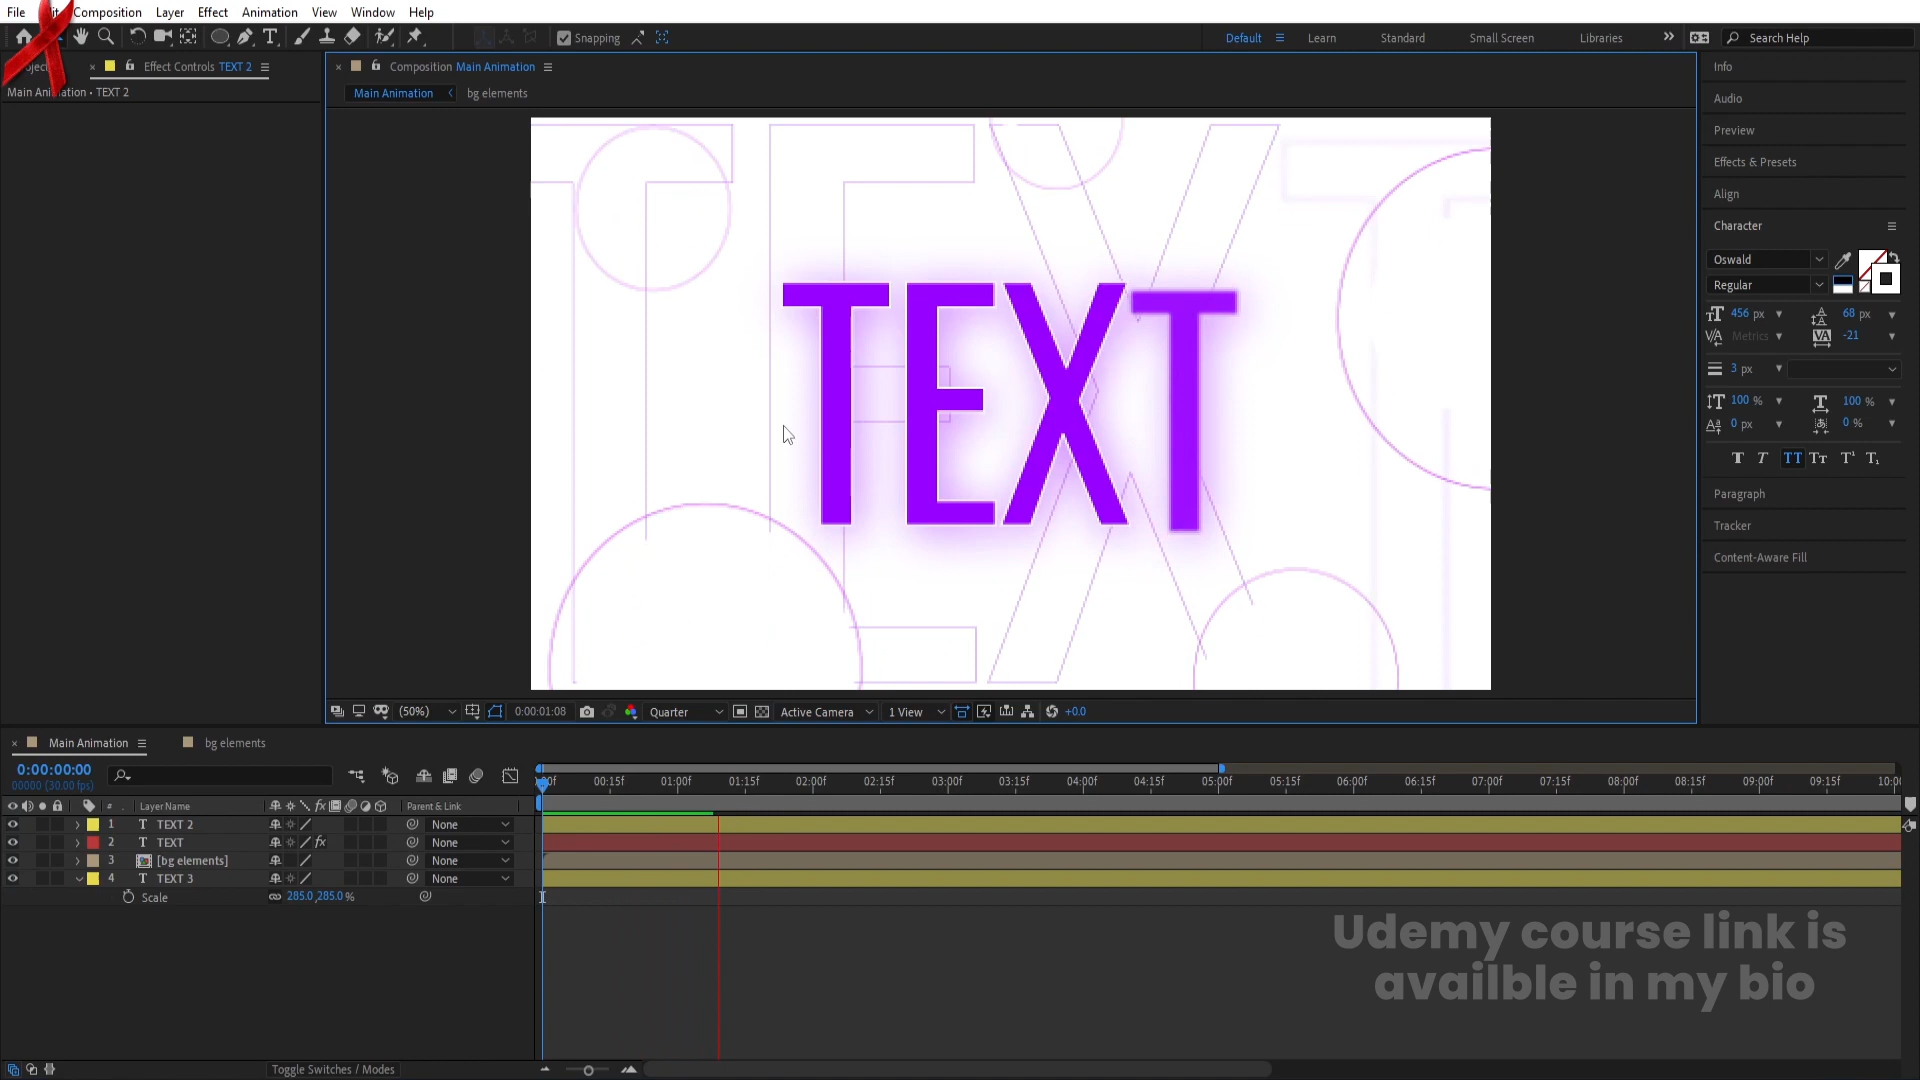 File
Composition
Layer
Effect
Animation
View
Window
Help
Snapping
Default
Learn
Standard
Small Screen
Libraries
Search Help
Effect Controls TEXT 2
Main Animation • TEXT 2
Composition Main Animation
Main Animation
bg elements
TEXT
(50%)
0:00:01:08
Quarter
Active Camera
1 View
+0.0
Info
Audio
Preview
Effects & Presets
Align
Character
Oswald
Regular
456 px
68 px
Metrics
-21
3 px
100 %
100 %
0 px
0 %
Paragraph
Tracker
Content-Aware Fill
Main Animation
bg elements
0:00:00:00
00000 (30.00 fps)
00:15f 01:00f 01:15f 02:00f 02:15f 03:00f 03:15f 04:00f 04:15f 05:00f 05:15f 06:00f 06:15f 07:00f 07:15f 08:00f 08:15f 09:00f 09:15f 10:0
# Layer Name fx Parent & Link
1 T TEXT 2 None
2 T TEXT fx None
3 [bg elements] None
4 T TEXT 3 None
Scale 285.0,285.0 %
Udemy course link is
availble in my bio
Toggle Switches / Modes